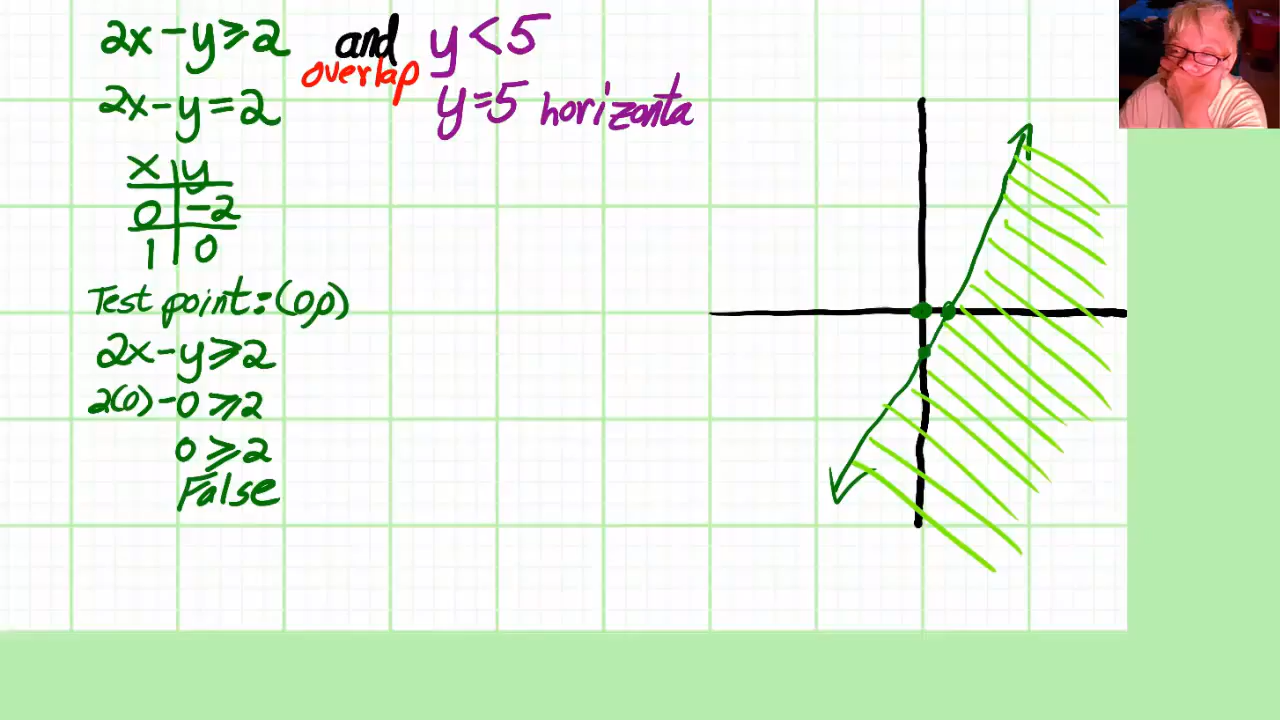 2x - y ≥ 2 and y < 5
overlap
2x - y = 2 y = 5 horizonta
x y
0 -2
1 0
Test point: (0,0)
2x - y ≥ 2
2(0) - 0 ≥ 2
0 ≥ 2
False